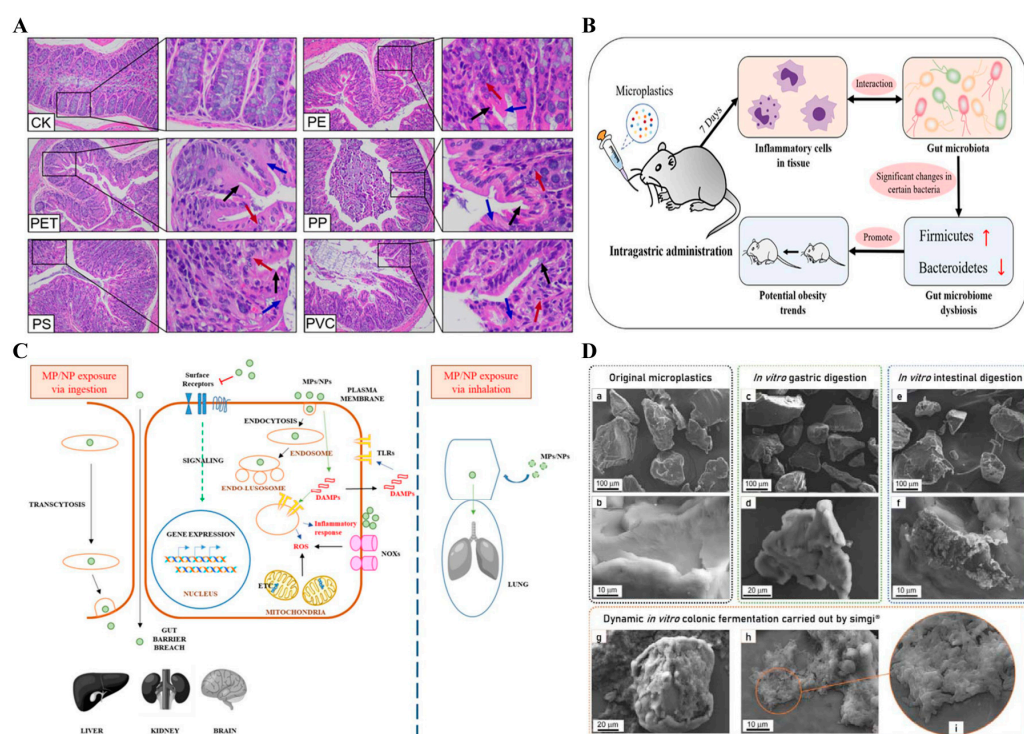 A
CK
PE
PET
PP
PS
PVC
B
Microplastics
7 Days
Intragastric administration
Inflammatory cells
in tissue
Interaction
Gut microbiota
Significant changes in
certain bacteria
Firmicutes ↑
Bacteroidetes ↓
Gut microbiome
dysbiosis
Promote
Potential obesity
trends
C
MP/NP exposure
via ingestion
TRANSCYTOSIS
GUT
BARRIER
BREACH
LIVER
KIDNEY
BRAIN
Surface
Receptors
MPs/NPs
PLASMA
MEMBRANE
ENDOCYTOSIS
ENDOSOME
SIGNALING
ENDO-LUSOSOME
TLRs
DAMPs
DAMPs
Inflammatory
response
ROS
NOXs
GENE EXPRESSION
NUCLEUS
ETC
MITOCHONDRIA
MP/NP exposure
via inhalation
MPs/NPs
LUNG
D
Original microplastics
In vitro gastric digestion
In vitro intestinal digestion
a
100 µm
c
100 µm
e
100 µm
b
10 µm
d
20 µm
f
10 µm
Dynamic in vitro colonic fermentation carried out by simgi®
g
20 µm
h
10 µm
i